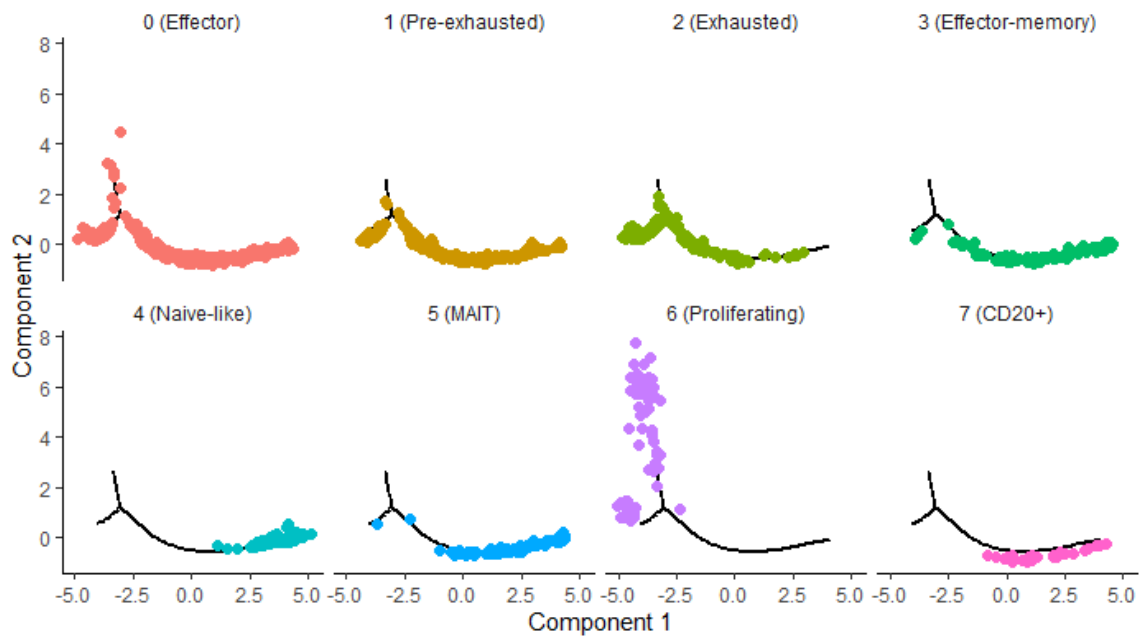 0 (Effector) 1 (Pre-exhausted) 2 (Exhausted) 3 (Effector-memory)
8
6
4
2
0
Component 2
4 (Naive-like) 5 (MAIT) 6 (Proliferating) 7 (CD20+)
8
6
4
2
0
-5.0 -2.5 0.0 2.5 5.0 -5.0 -2.5 0.0 2.5 5.0 -5.0 -2.5 0.0 2.5 5.0 -5.0 -2.5 0.0 2.5 5.0
Component 1